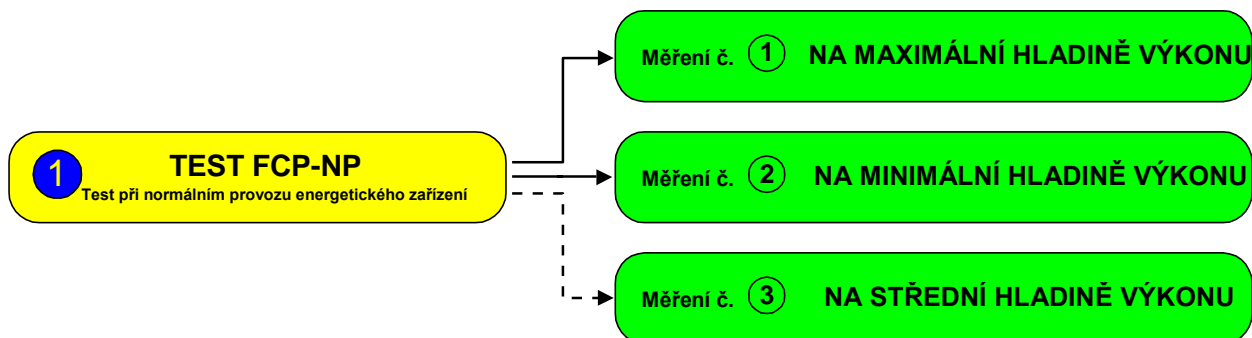 Měření č. 1 NA MAXIMÁLNÍ HLADINĚ VÝKONU
1 TEST FCP-NP
Test při normálním provozu energetického zařízení
Měření č. 2 NA MINIMÁLNÍ HLADINĚ VÝKONU
Měření č. 3 NA STŘEDNÍ HLADINĚ VÝKONU